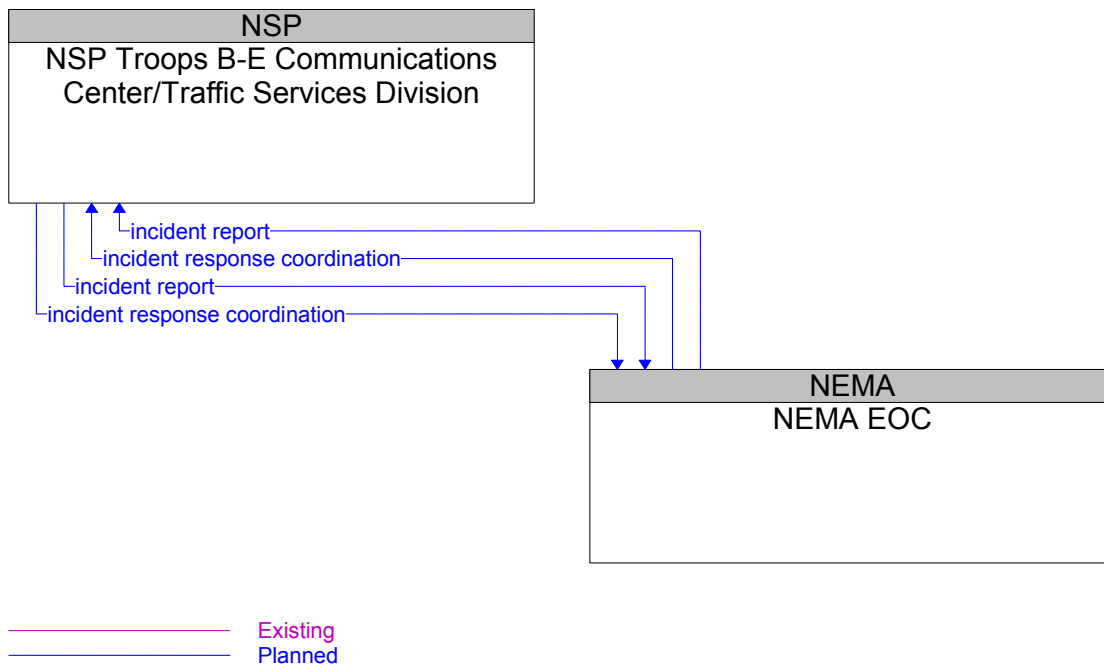 NSP
NSP Troops B-E Communications
Center/Traffic Services Division
incident report
incident response coordination
incident report
incident response coordination
NEMA
NEMA EOC
Existing
Planned